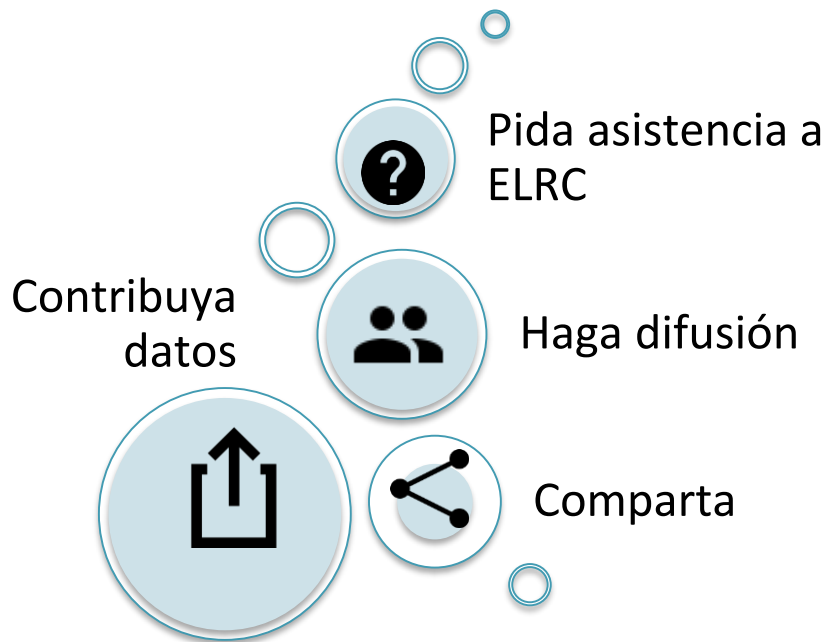 Pida asistencia a
ELRC
Contribuya
datos
Haga difusión
Comparta